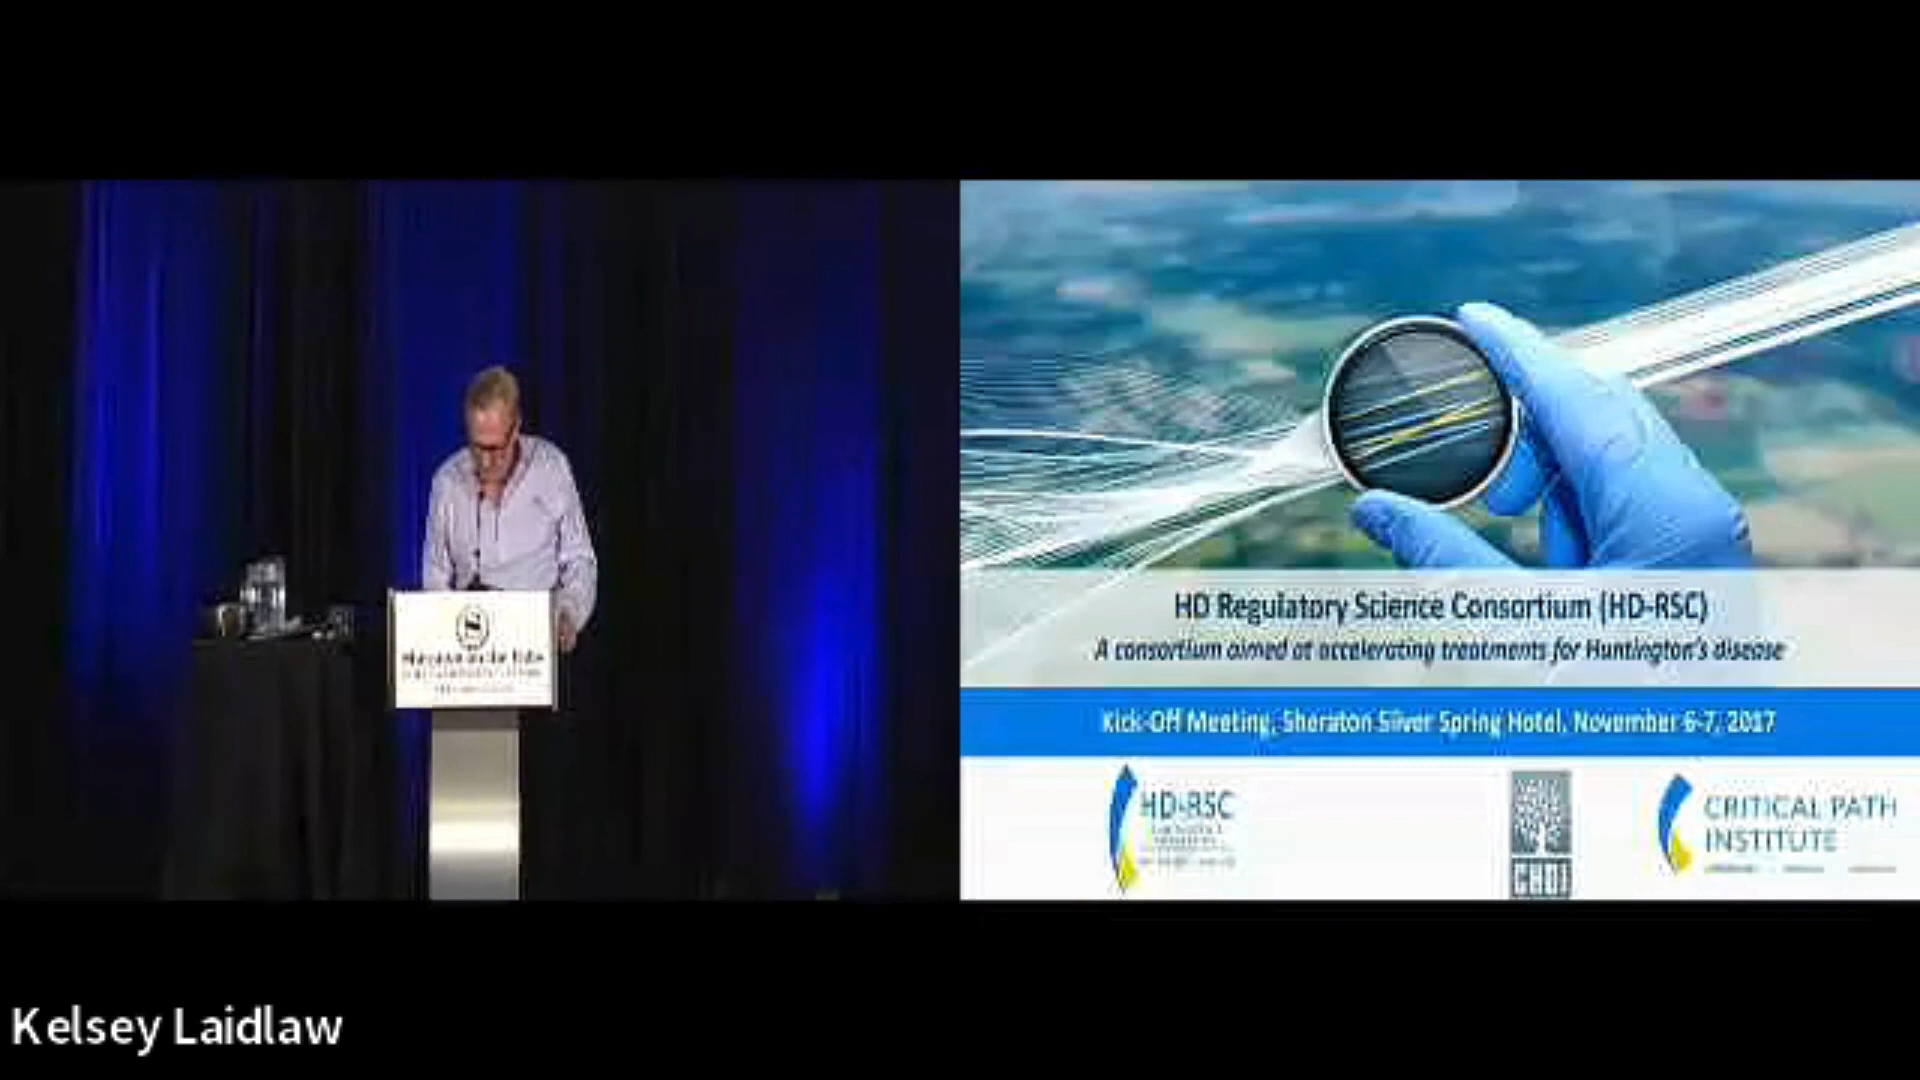 HD Regulatory Science Consortium (HD-RSC)
A consortium aimed at accelerating treatments for Huntington's disease
Kick-Off Meeting, Sheraton Silver Spring Hotel, November 6-7, 2017
HD-RSC
CHDI
CRITICAL PATH
INSTITUTE
Kelsey Laidlaw